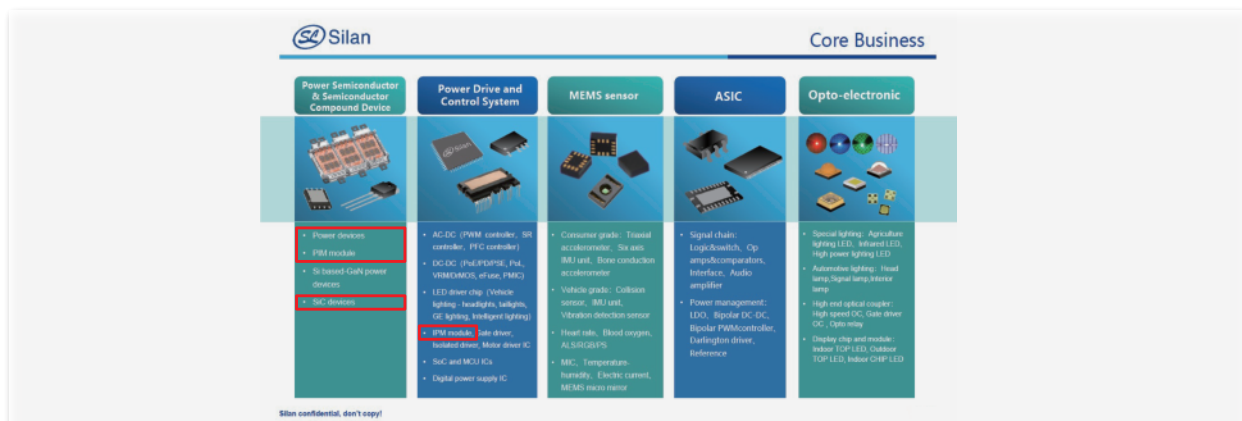 Silan
Core Business
Power Semiconductor
& Semiconductor
Compound Device
• Power devices
• PIM module
• Si based-GaN power
devices
• SiC devices
Power Drive and
Control System
Silan
• AC-DC (PWM controller, SR
controller, PFC controller)
• DC-DC (PoE/PD/PSE, PoL,
VRM/DrMOS, eFuse, PMIC)
• LED driver chip (Vehicle
lighting - headlights, taillights,
GE lighting, Intelligent lighting)
• IPM module, Gate driver,
Isolated driver, Motor driver IC
• SoC and MCU ICs
• Digital power supply IC
MEMS sensor
• Consumer grade: Triaxial
accelerometer, Six axis
IMU unit, Bone conduction
accelerometer
• Vehicle grade: Collision
sensor, IMU unit,
Vibration detection sensor
• Heart rate, Blood oxygen,
ALS/RGB/PS
• MIC, Temperature-
humidity, Electric current,
MEMS micro mirror
ASIC
• Signal chain:
Logic&switch, Op
amps&comparators,
Interface, Audio
amplifier
• Power management:
LDO, Bipolar DC-DC,
Bipolar PWMcontroller,
Darlington driver,
Reference
Opto-electronic
• Special lighting: Agriculture
lighting LED, Infrared LED,
High power lighting LED
• Automotive lighting: Head
lamp,Signal lamp,Interior
lamp
• High end optical coupler:
High speed OC, Gate driver
OC , Opto relay
• Display chip and module:
Indoor TOP LED, Outdoor
TOP LED, Indoor CHIP LED
Silan confidential, don't copy!